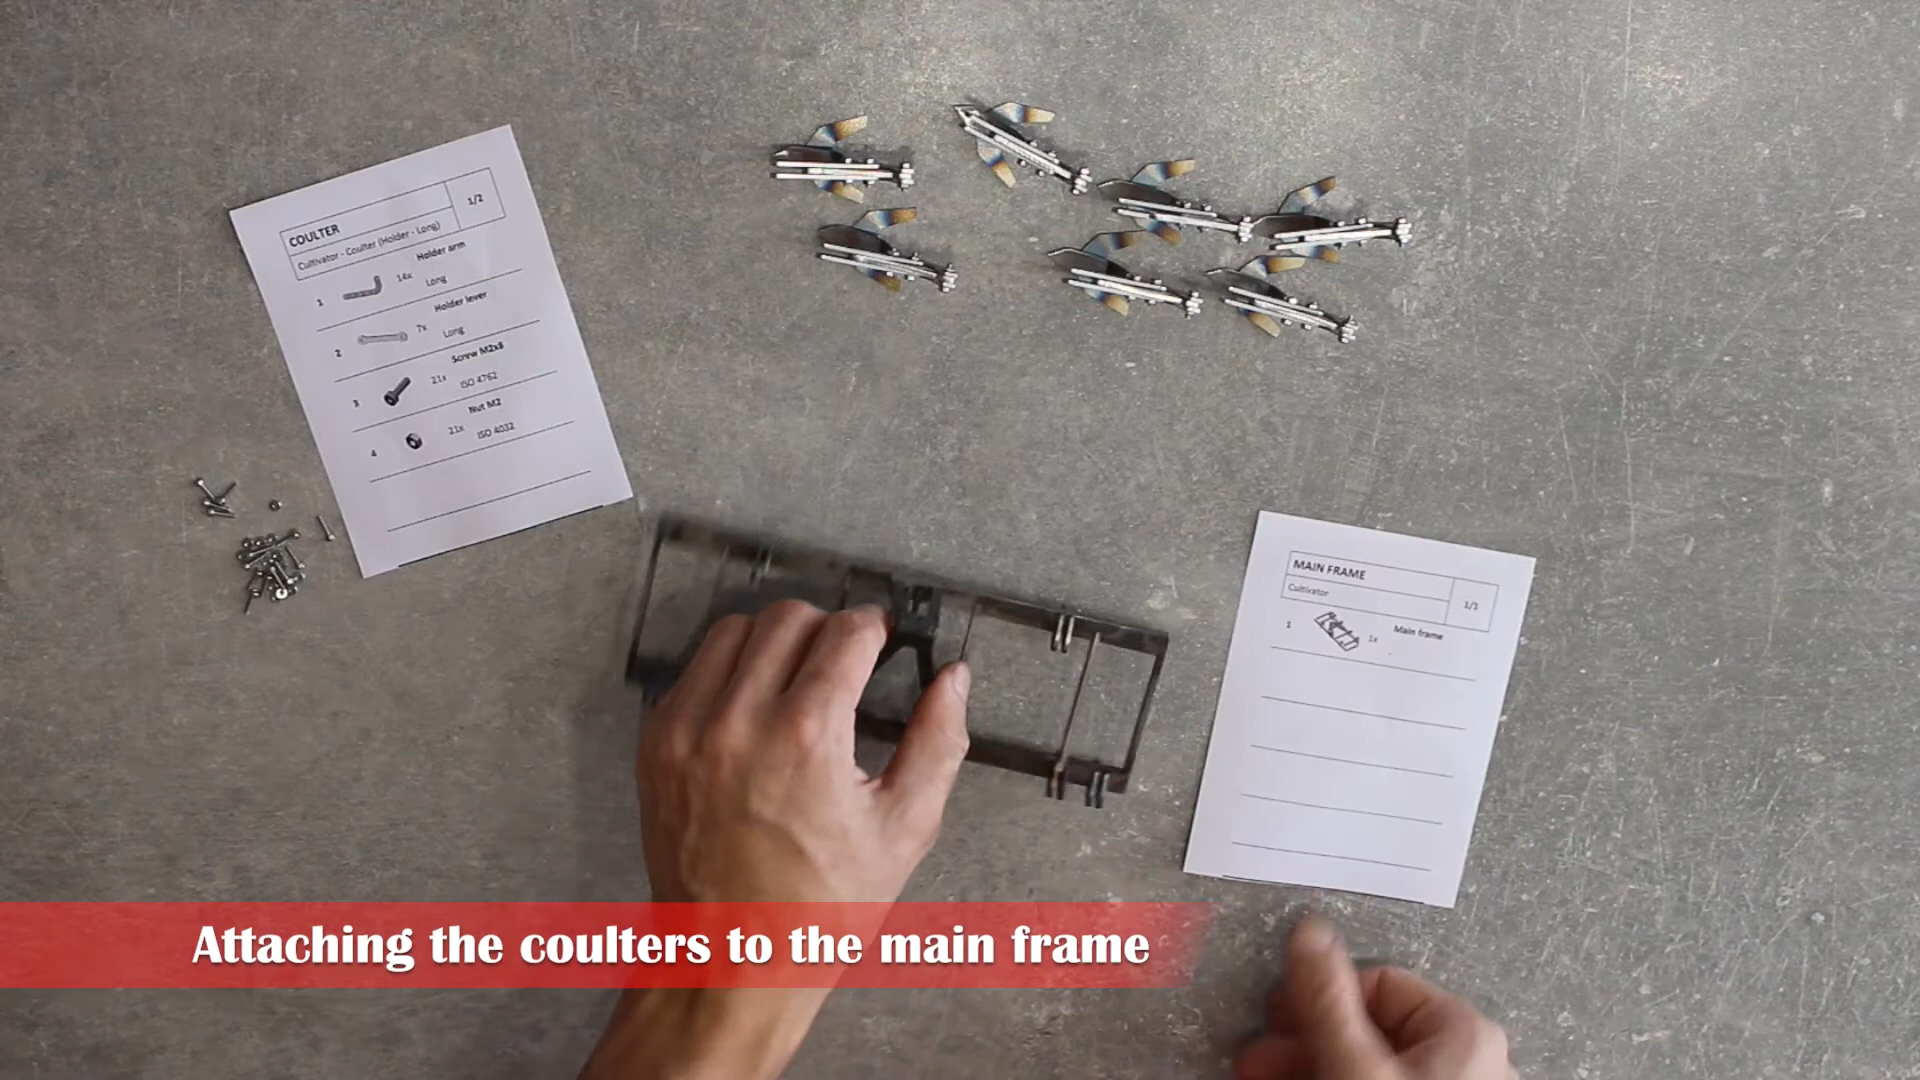 COULTER
1/2
Cultivator - Coulter (Holder - Long)
Holder arm
1 14x Long
Holder lever
2 7x Long
Screw M2x8
3 21x ISO 4762
Nut M2
4 21x ISO 4032
MAIN FRAME
Cultivator
1/1
1 1x Main frame
Attaching the coulters to the main frame